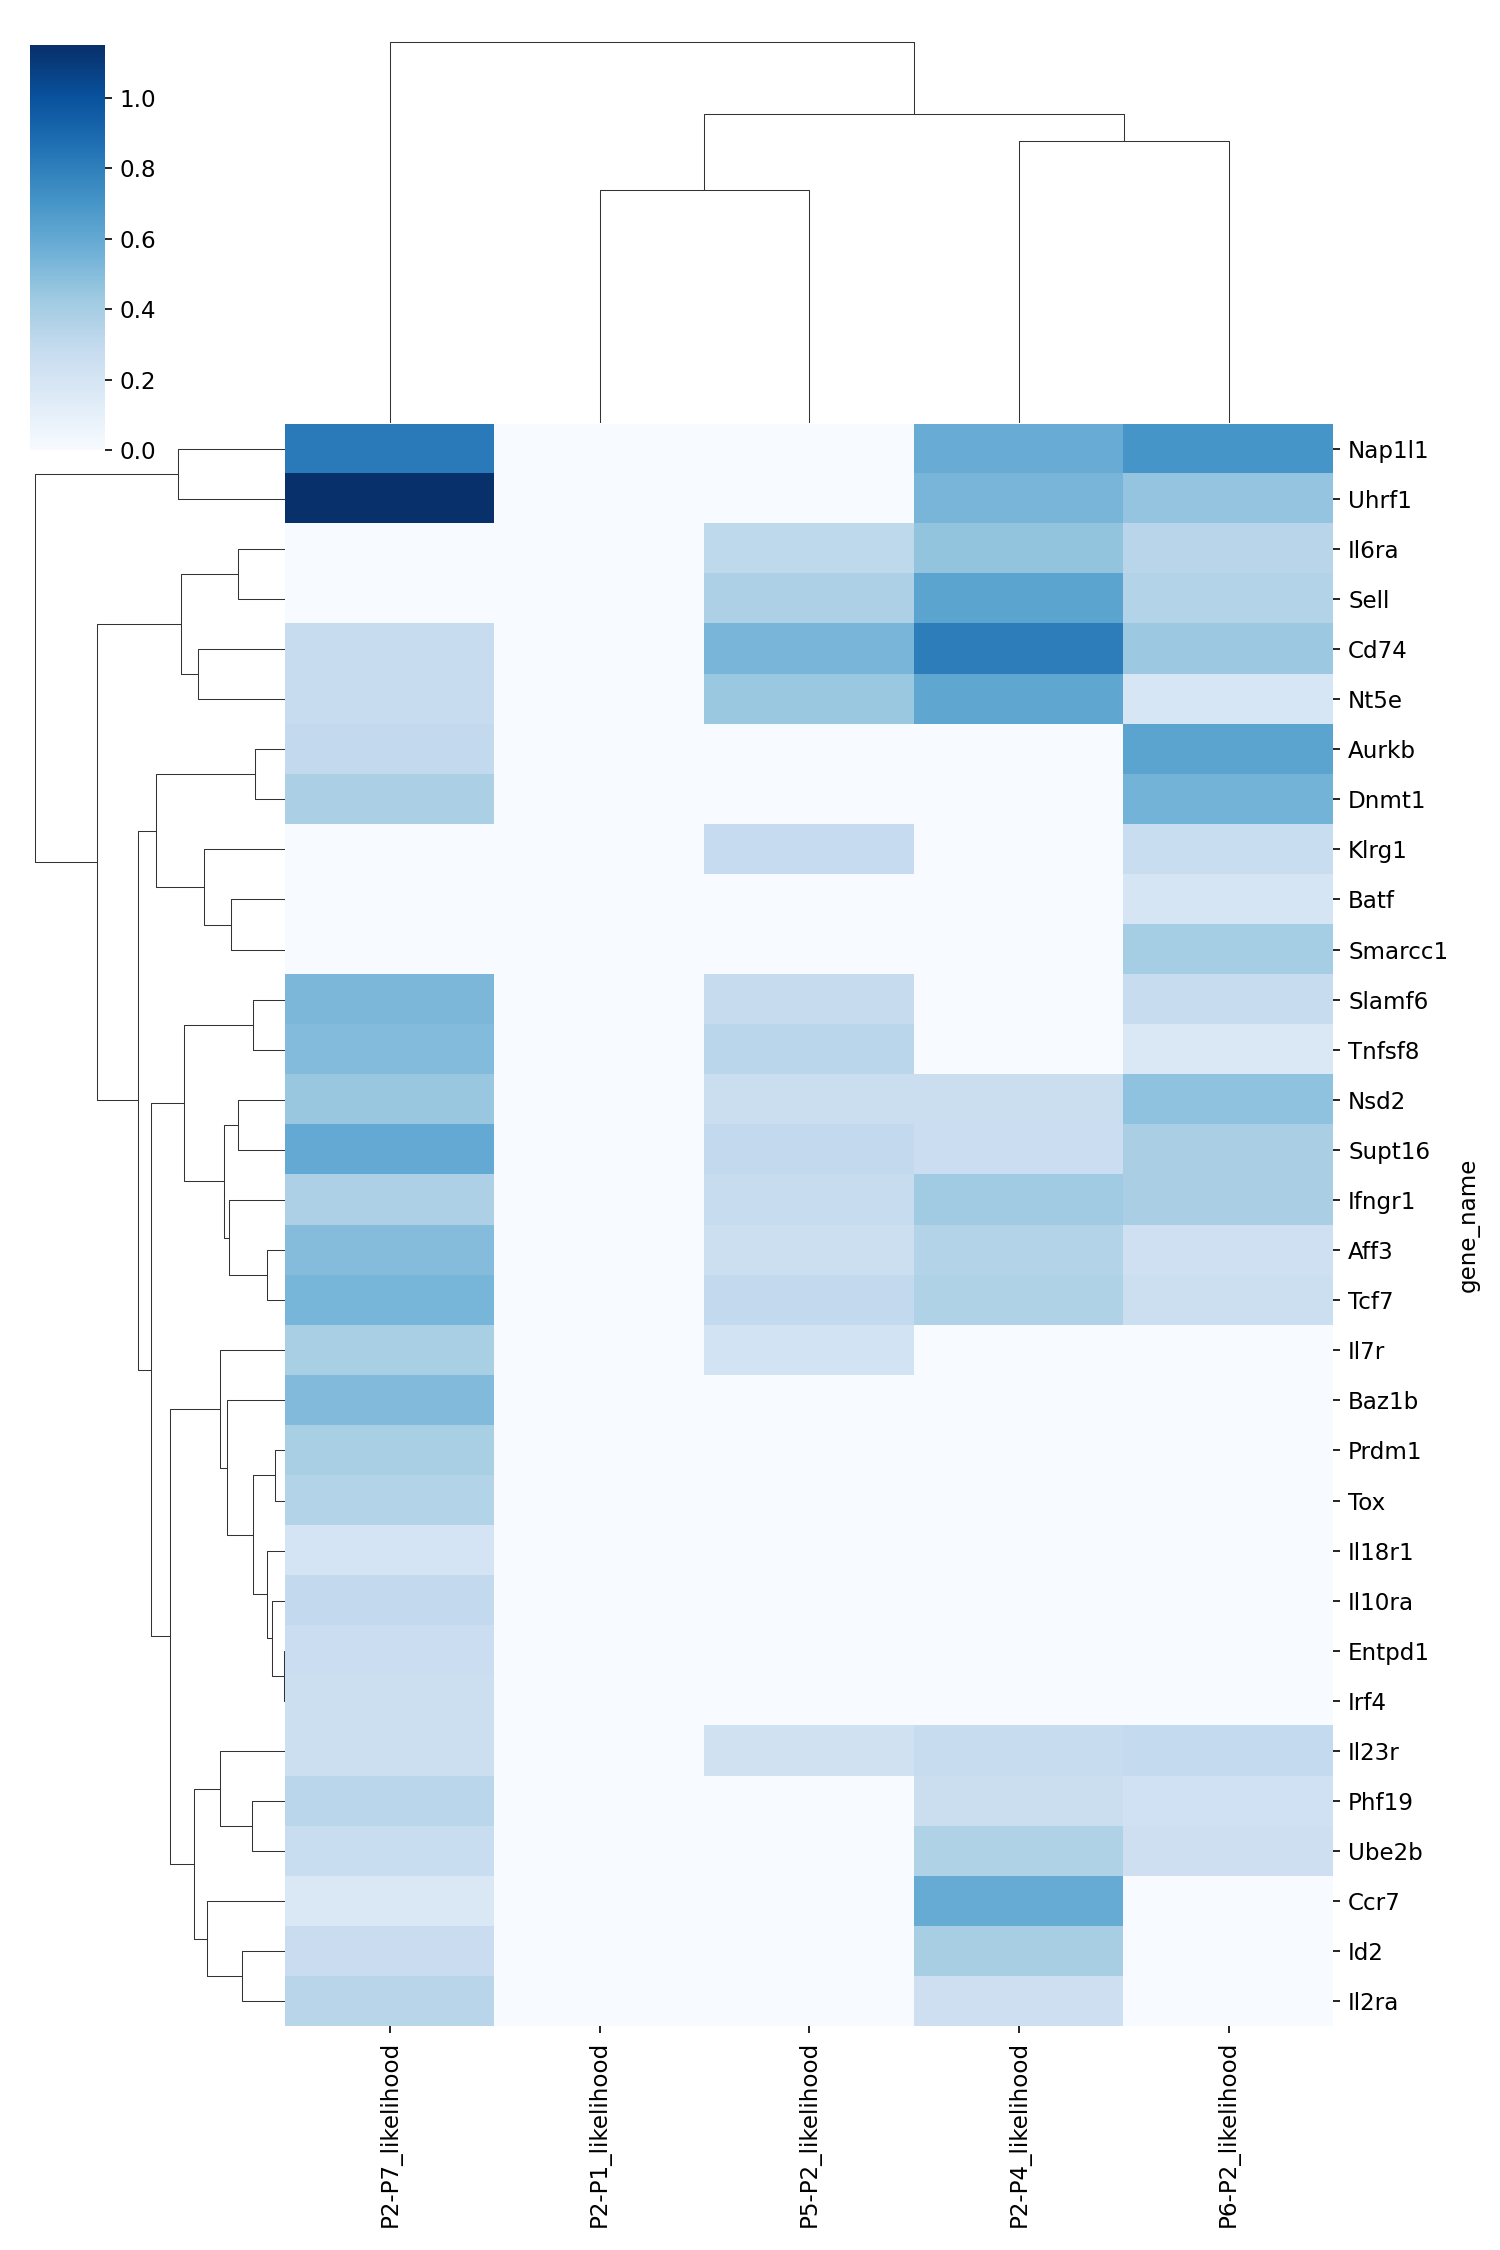 1.0
0.8
0.6
0.4
0.2
0.0
Nap1l1
Uhrf1
Il6ra
Sell
Cd74
Nt5e
Aurkb
Dnmt1
Klrg1
Batf
Smarcc1
Slamf6
Tnfsf8
Nsd2
Supt16
Ifngr1
Aff3
Tcf7
Il7r
Baz1b
Prdm1
Tox
Il18r1
Il10ra
Entpd1
Irf4
Il23r
Phf19
Ube2b
Ccr7
Id2
Il2ra
gene_name
P2-P7_likelihood
P2-P1_likelihood
P5-P2_likelihood
P2-P4_likelihood
P6-P2_likelihood